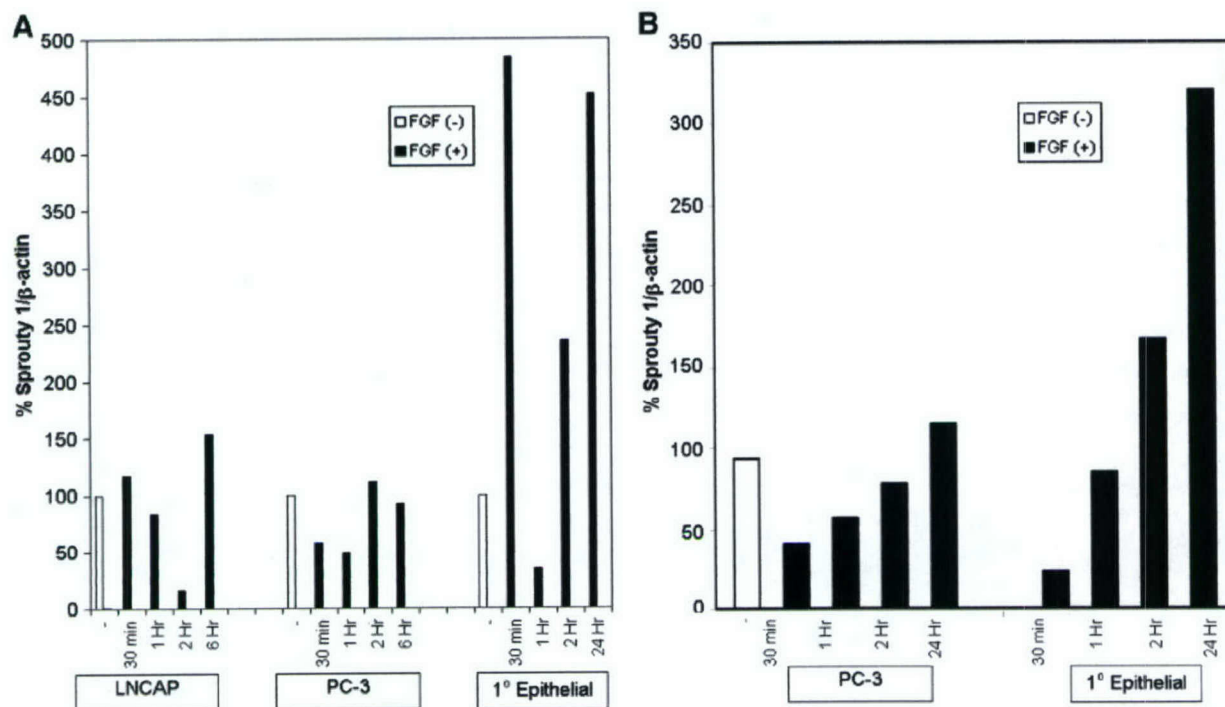 A
% Sprouty 1/β-actin
500
450
400
350
300
250
200
150
100
50
0
FGF (-)
FGF (+)
-
30 min
1 Hr
2 Hr
6 Hr
-
30 min
1 Hr
2 Hr
6 Hr
-
30 min
1 Hr
2 Hr
24 Hr
LNCAP
PC-3
1° Epithelial
B
% Sprouty 1/β-actin
350
300
250
200
150
100
50
0
FGF (-)
FGF (+)
-
30 min
1 Hr
2 Hr
24 Hr
30 min
1 Hr
2 Hr
24 Hr
PC-3
1° Epithelial